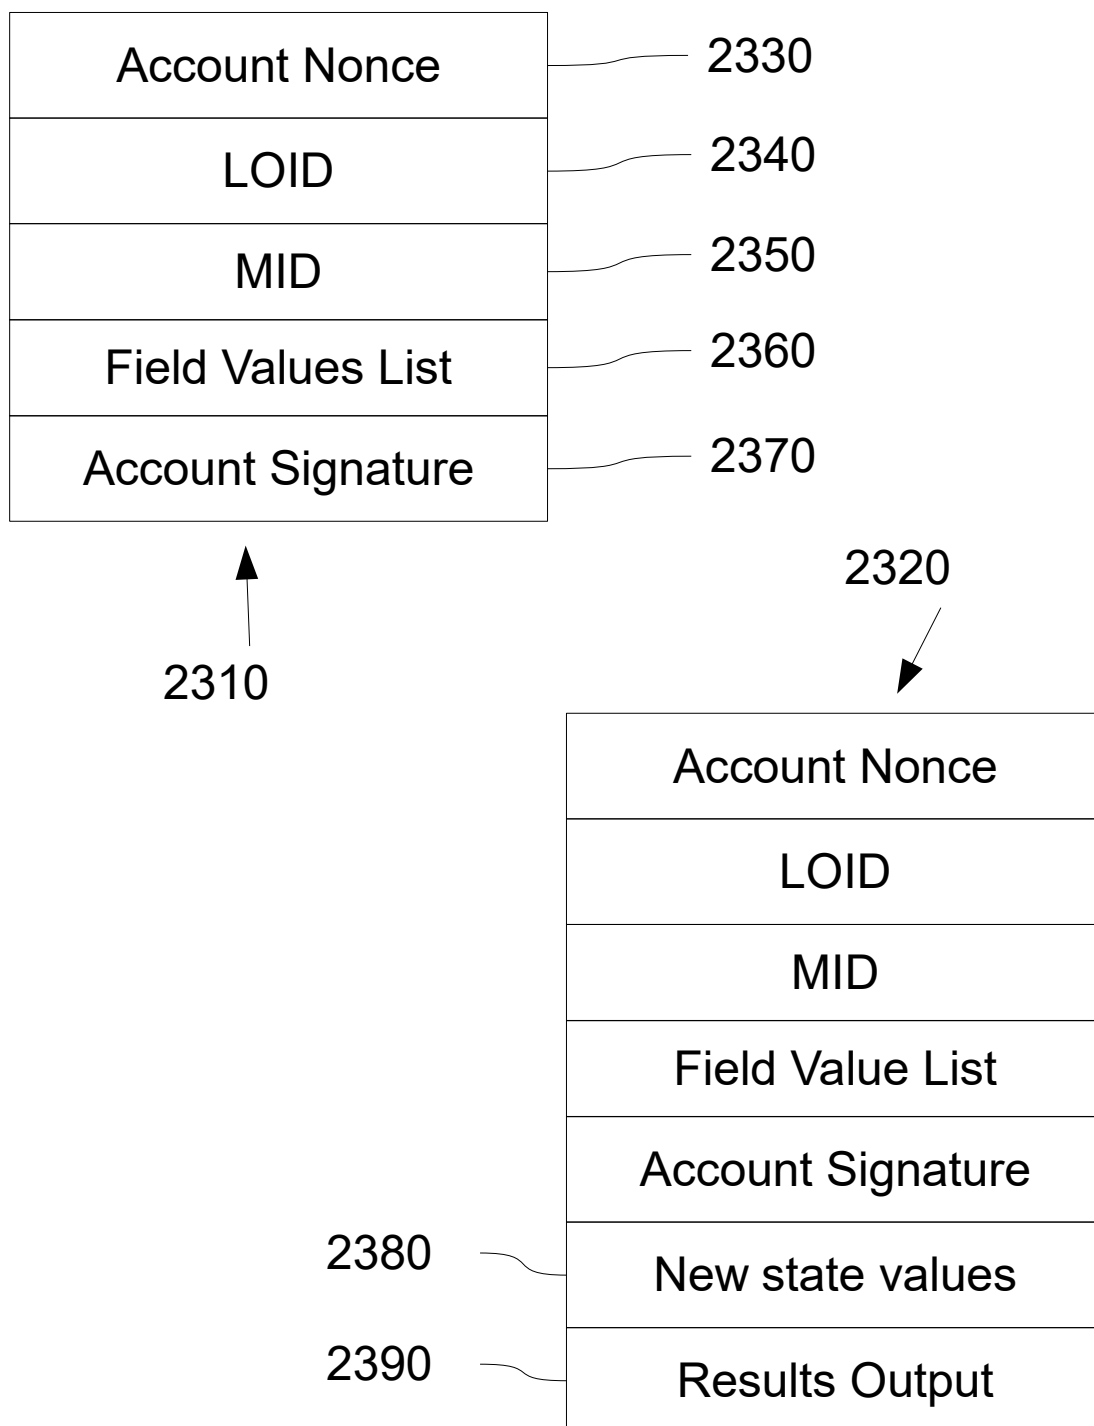 Account Nonce
2330
LOID
2340
MID
2350
Field Values List
2360
Account Signature
2370
2310
2320
Account Nonce
LOID
MID
Field Value List
Account Signature
2380
New state values
2390
Results Output